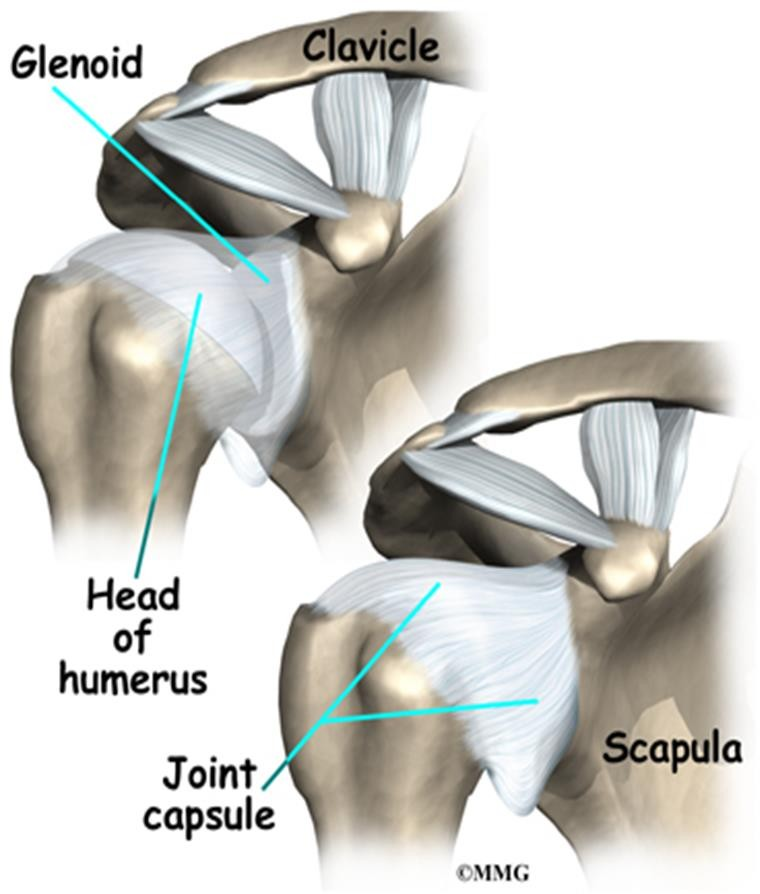 Clavicle
Glenoid
Head
of
humerus
Scapula
Joint
capsule
©MMG